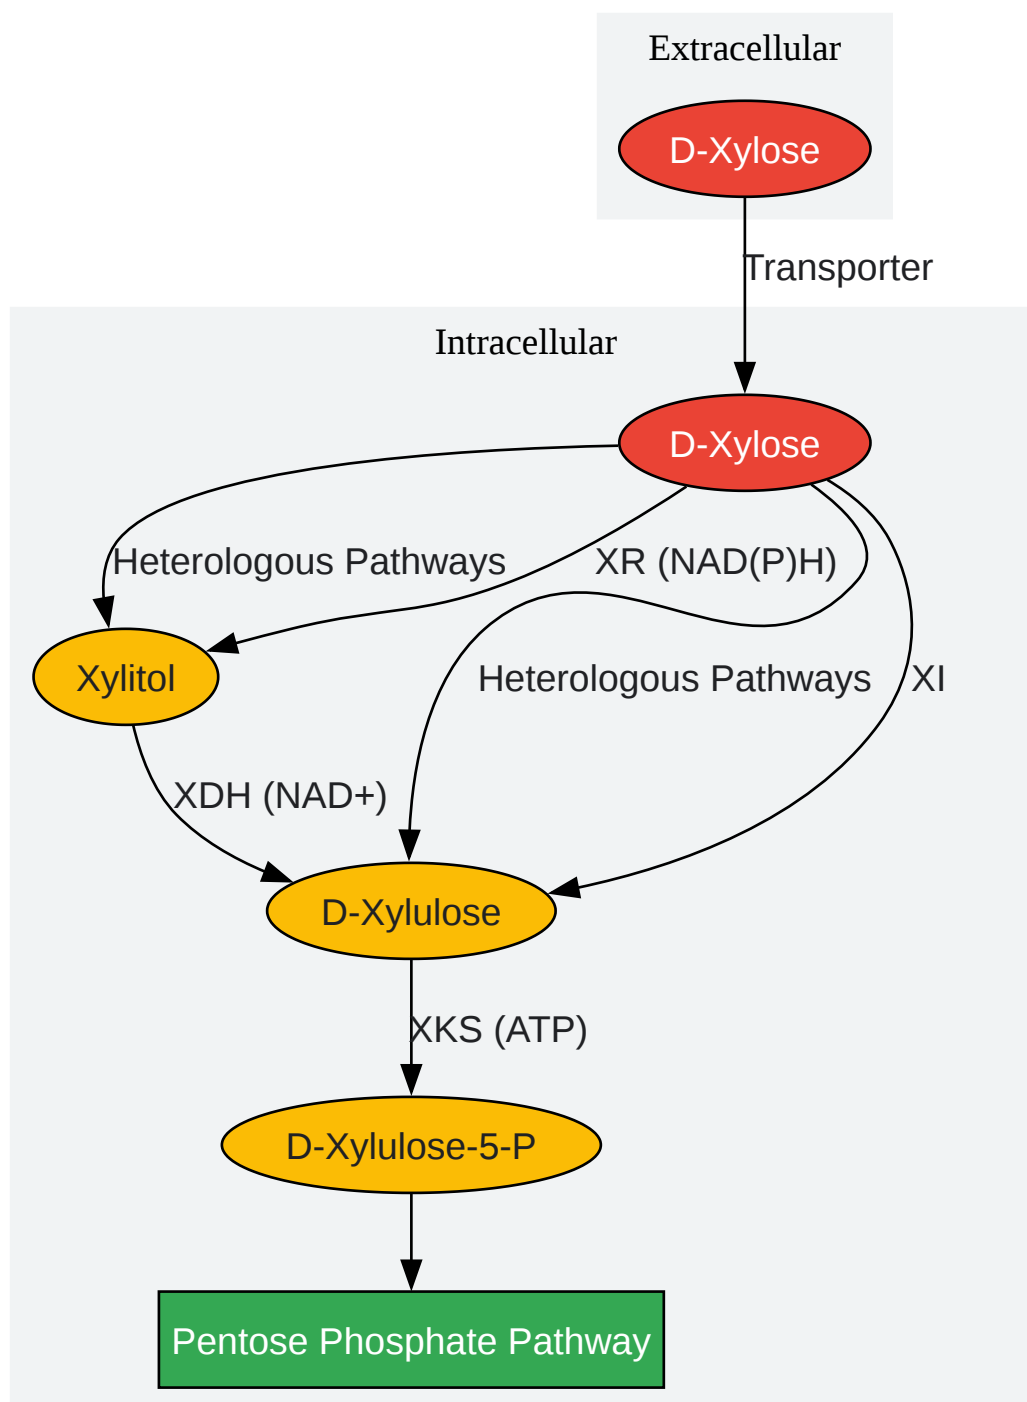 Extracellular
D-Xylose
Transporter
Intracellular
D-Xylose
Heterologous Pathways
XR (NAD(P)H)
Xylitol
Heterologous Pathways
XI
XDH (NAD+)
D-Xylulose
XKS (ATP)
D-Xylulose-5-P
Pentose Phosphate Pathway